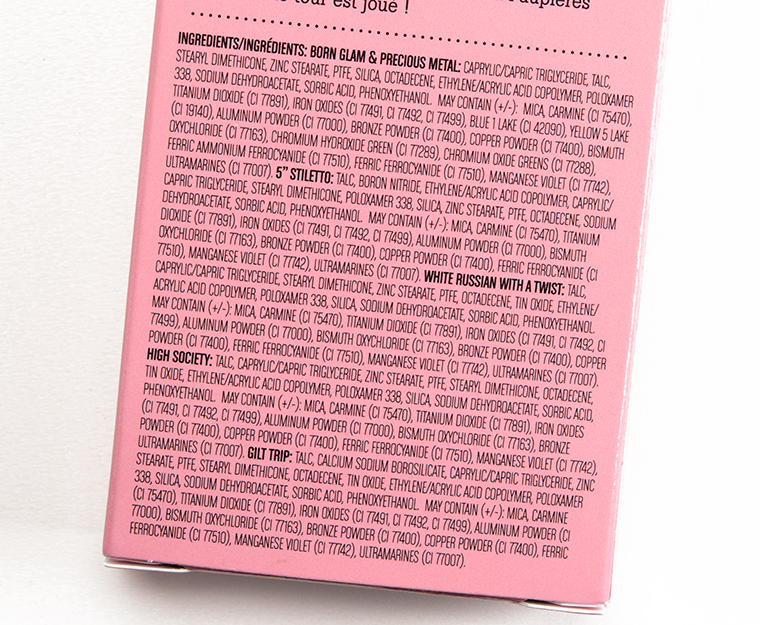 tour est joué !
INGREDIENTS/INGRÉDIENTS: BORN GLAM & PRECIOUS METAL: CAPRYLIC/CAPRIC TRIGLYCERIDE, TALC,
STEARYL DIMETHICONE, ZINC STEARATE, PTFE, SILICA, OCTADECENE, ETHYLENE/ACRYLIC ACID COPOLYMER, POLOXAMER
338, SODIUM DEHYDROACETATE, SORBIC ACID, PHENOXYETHANOL. MAY CONTAIN (+/-): MICA, CARMINE (CI 75470),
TITANIUM DIOXIDE (CI 77891), IRON OXIDES (CI 77491, CI 77492, CI 77499), BLUE 1 LAKE (CI 42090), YELLOW 5 LAKE
(CI 19140), ALUMINUM POWDER (CI 77000), BRONZE POWDER (CI 77400), COPPER POWDER (CI 77400), BISMUTH
OXYCHLORIDE (CI 77163), CHROMIUM HYDROXIDE GREEN (CI 77289), CHROMIUM OXIDE GREENS (CI 77288),
FERRIC AMMONIUM FERROCYANIDE (CI 77510), FERRIC FERROCYANIDE (CI 77510), MANGANESE VIOLET (CI 77742),
ULTRAMARINES (CI 77007). 5” STILETTO: TALC, BORON NITRIDE, ETHYLENE/ACRYLIC ACID COPOLYMER, CAPRYLIC/
CAPRIC TRIGLYCERIDE, STEARYL DIMETHICONE, POLOXAMER 338, SILICA, ZINC STEARATE, PTFE, OCTADECENE, SODIUM
DEHYDROACETATE, SORBIC ACID, PHENOXYETHANOL. MAY CONTAIN (+/-): MICA, CARMINE (CI 75470), TITANIUM
DIOXIDE (CI 77891), IRON OXIDES (CI 77491, CI 77492, CI 77499), ALUMINUM POWDER (CI 77000), BISMUTH
OXYCHLORIDE (CI 77163), BRONZE POWDER (CI 77400), COPPER POWDER (CI 77400), FERRIC FERROCYANIDE (CI
77510), MANGANESE VIOLET (CI 77742), ULTRAMARINES (CI 77007). WHITE RUSSIAN WITH A TWIST: TALC,
CAPRYLIC/CAPRIC TRIGLYCERIDE, STEARYL DIMETHICONE, ZINC STEARATE, PTFE, OCTADECENE, TIN OXIDE, ETHYLENE/
ACRYLIC ACID COPOLYMER, POLOXAMER 338, SILICA, SODIUM DEHYDROACETATE, SORBIC ACID, PHENOXYETHANOL.
MAY CONTAIN (+/-): MICA, CARMINE (CI 75470), TITANIUM DIOXIDE (CI 77891), IRON OXIDES (CI 77491, CI 77492, CI
77499), ALUMINUM POWDER (CI 77000), BISMUTH OXYCHLORIDE (CI 77163), BRONZE POWDER (CI 77400), COPPER
POWDER (CI 77400), FERRIC FERROCYANIDE (CI 77510), MANGANESE VIOLET (CI 77742), ULTRAMARINES (CI 77007).
HIGH SOCIETY: TALC, CAPRYLIC/CAPRIC TRIGLYCERIDE, ZINC STEARATE, PTFE, STEARYL DIMETHICONE, OCTADECENE,
TIN OXIDE, ETHYLENE/ACRYLIC ACID COPOLYMER, POLOXAMER 338, SILICA, SODIUM DEHYDROACETATE, SORBIC ACID,
PHENOXYETHANOL. MAY CONTAIN (+/-): MICA, CARMINE (CI 75470), TITANIUM DIOXIDE (CI 77891), IRON OXIDES
(CI 77491, CI 77492, CI 77499), ALUMINUM POWDER (CI 77000), BISMUTH OXYCHLORIDE (CI 77163), BRONZE
POWDER (CI 77400), COPPER POWDER (CI 77400), FERRIC FERROCYANIDE (CI 77510), MANGANESE VIOLET (CI 77742),
ULTRAMARINES (CI 77007). GILT TRIP: TALC, CALCIUM SODIUM BOROSILICATE, CAPRYLIC/CAPRIC TRIGLYCERIDE, ZINC
STEARATE, PTFE, STEARYL DIMETHICONE, OCTADECENE, TIN OXIDE, ETHYLENE/ACRYLIC ACID COPOLYMER, POLOXAMER
338, SILICA, SODIUM DEHYDROACETATE, SORBIC ACID, PHENOXYETHANOL. MAY CONTAIN (+/-): MICA, CARMINE
(CI 75470), TITANIUM DIOXIDE (CI 77891), IRON OXIDES (CI 77491, CI 77492, CI 77499), ALUMINUM POWDER (CI
77000), BISMUTH OXYCHLORIDE (CI 77163), BRONZE POWDER (CI 77400), COPPER POWDER (CI 77400), FERRIC
FERROCYANIDE (CI 77510), MANGANESE VIOLET (CI 77742), ULTRAMARINES (CI 77007).